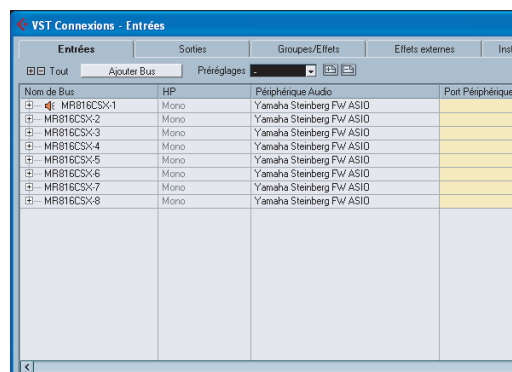 VST Connexions - Entrées
Entrées Sorties Groupes/Effets Effets externes
Tout Ajouter Bus Préréglages -
Nom de Bus HP Périphérique Audio Port Périphérique
MR816CSX-1 Mono Yamaha Steinberg FW ASIO
MR816CSX-2 Mono Yamaha Steinberg FW ASIO
MR816CSX-3 Mono Yamaha Steinberg FW ASIO
MR816CSX-4 Mono Yamaha Steinberg FW ASIO
MR816CSX-5 Mono Yamaha Steinberg FW ASIO
MR816CSX-6 Mono Yamaha Steinberg FW ASIO
MR816CSX-7 Mono Yamaha Steinberg FW ASIO
MR816CSX-8 Mono Yamaha Steinberg FW ASIO